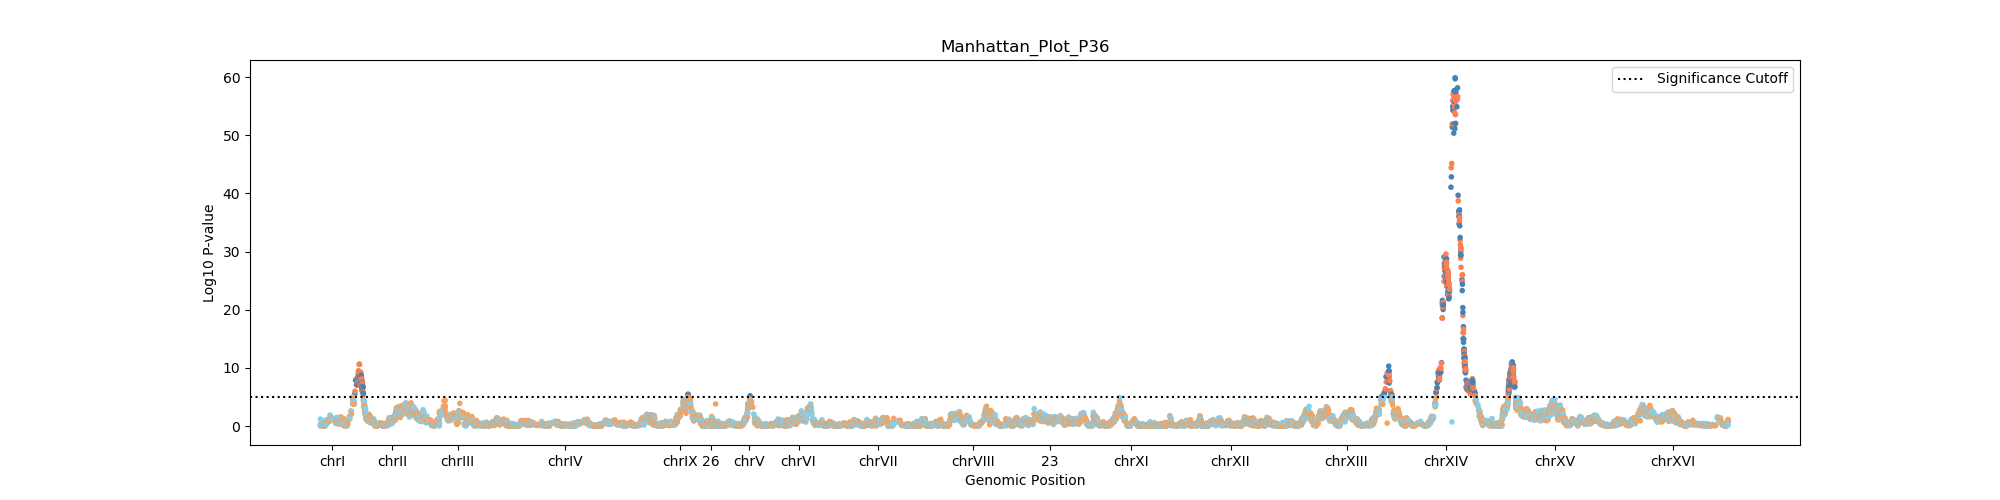 Manhattan_Plot_P36
Significance Cutoff
Log10 P-value
60
50
40
30
20
10
0
chrI chrII chrIII chrIV chrIX 26 chrV chrVI chrVII chrVIII 23 chrXI chrXII chrXIII chrXIV chrXV chrXVI
Genomic Position